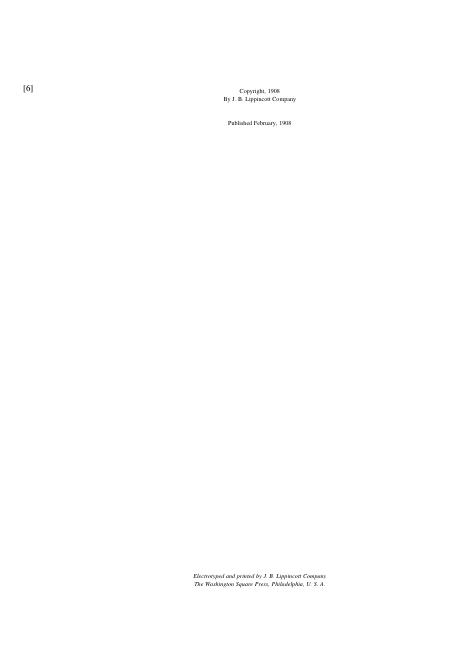 [6]
Copyright, 1908
By J. B. Lippincott Company
Published February, 1908
Electrotyped and printed by J. B. Lippincott Company
The Washington Square Press, Philadelphia, U. S. A.